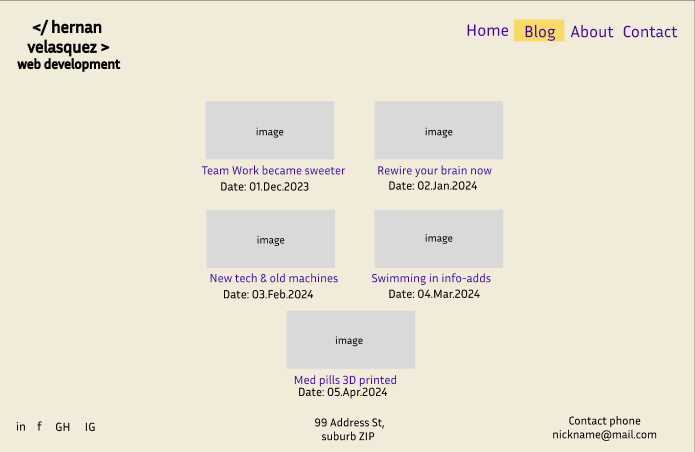 </ hernan
velasquez >
web development
Home Blog About Contact
image
image
Team Work became sweeter
Date: 01.Dec.2023
Rewire your brain now
Date: 02.Jan.2024
image
image
New tech & old machines
Date: 03.Feb.2024
Swimming in info-adds
Date: 04.Mar.2024
image
Med pills 3D printed
Date: 05.Apr.2024
in f GH IG
99 Address St,
suburb ZIP
Contact phone
nickname@mail.com